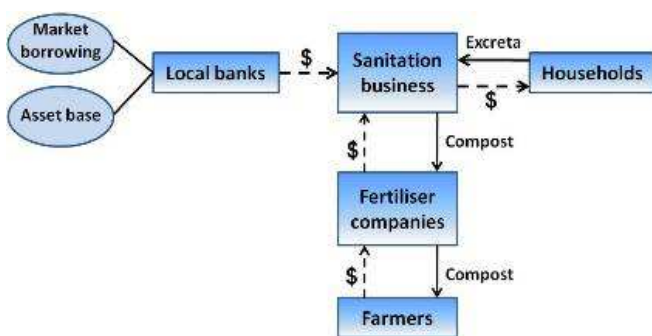 Market
borrowing
Asset base
Local banks
$
Sanitation
business
Excreta
$
Households
$
Compost
Fertiliser
companies
$
Compost
Farmers